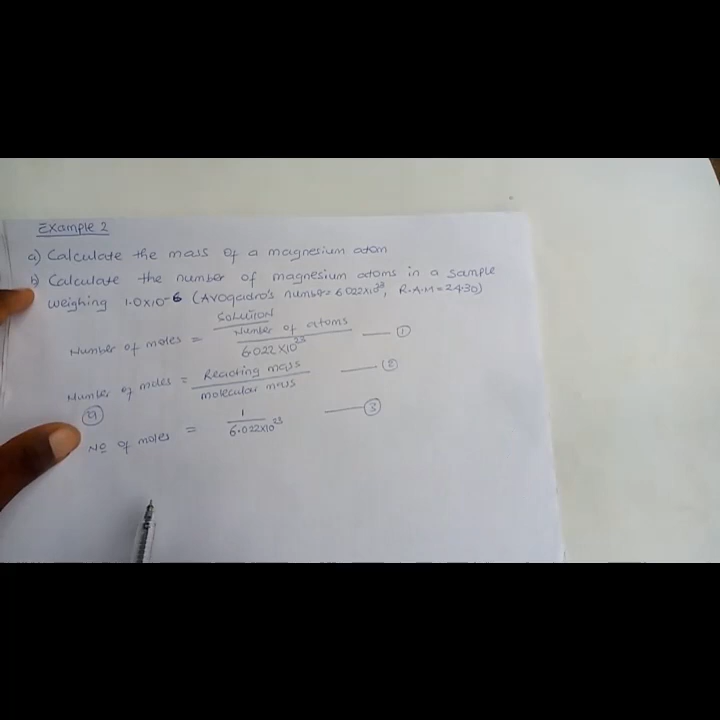 Example 2
a) Calculate the mass of a magnesium atom
b) Calculate the number of magnesium atoms in a sample
weighing 1.0x10-6 (Avogadro's number= 6.022x10²³, R.A.M = 24.30)
SOLUTION
Number of moles = Number of atoms / 6.022 x10²³ — ①
Number of moles = Reacting mass / molecular mass — ②
ⓐ
No of moles = 1 / 6.022x10²³ — ③